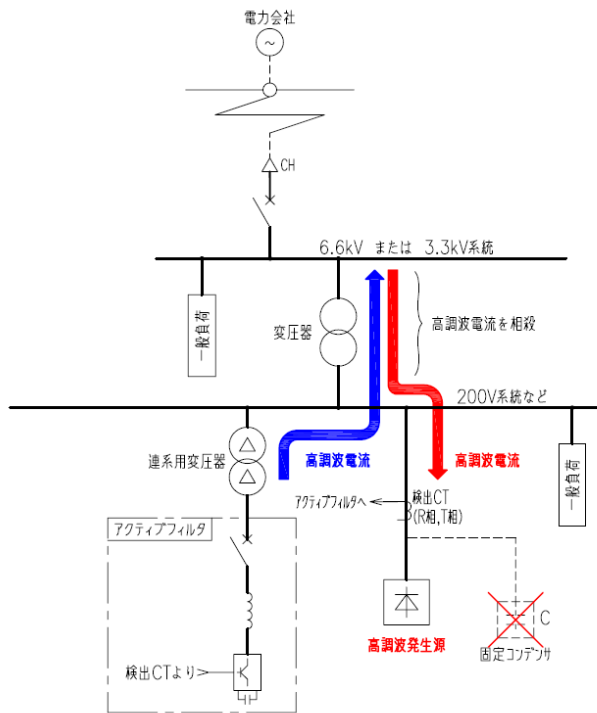 電力会社
~
CH
6.6kV または 3.3kV系統
一般負荷
変圧器
高調波電流を相殺
200V系統など
連系用変圧器
高調波電流
高調波電流
一般負荷
アクティブフィルタへ
検出CT
(R相,T相)
アクティブフィルタ
検出CTより
高調波発生源
C
固定コンデンサ